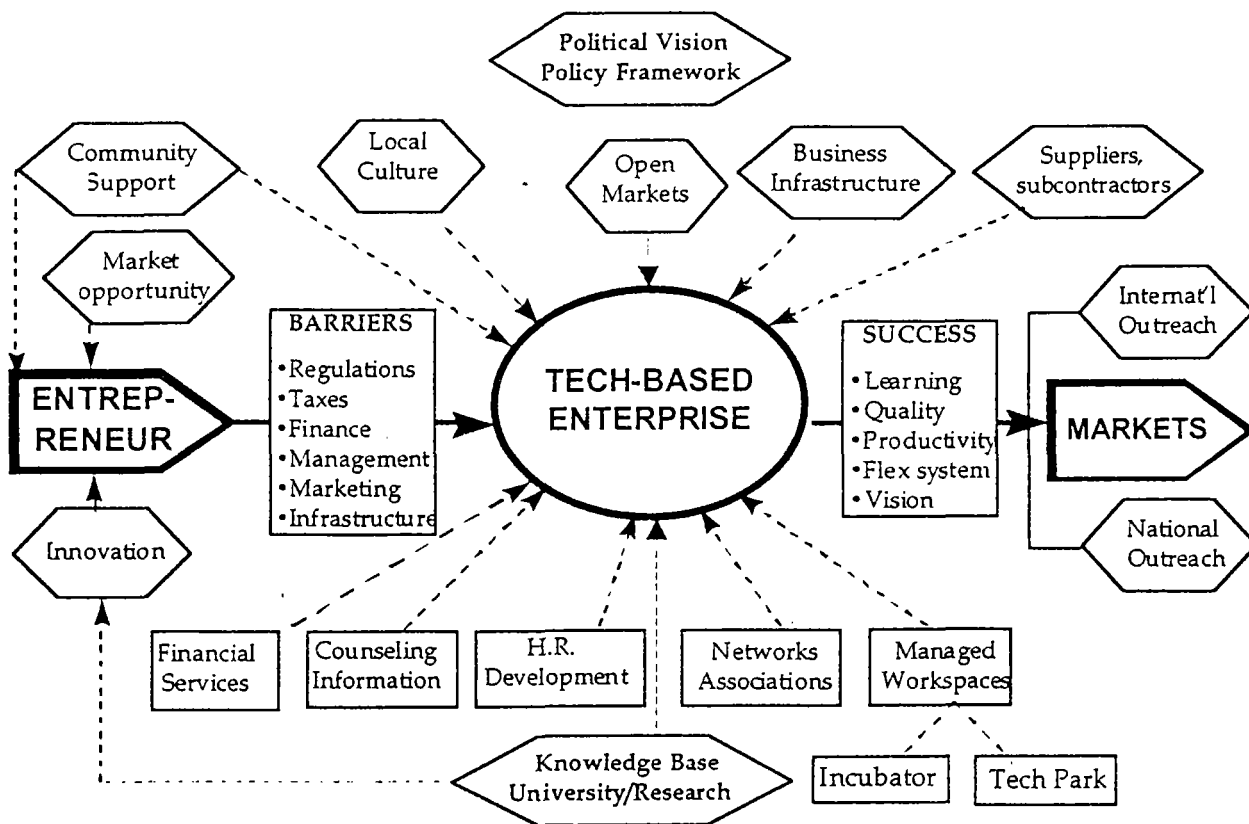 Political Vision
Policy Framework
Community
Support
Local
Culture
Open
Markets
Business
Infrastructure
Suppliers,
subcontractors
Market
opportunity
Internat'l
Outreach
BARRIERS
•Regulations
•Taxes
•Finance
•Management
•Marketing
•Infrastructure
TECH-BASED
ENTERPRISE
SUCCESS
•Learning
•Quality
•Productivity
•Flex system
•Vision
ENTREP-
RENEUR
MARKETS
Innovation
National
Outreach
Financial
Services
Counseling
Information
H.R.
Development
Networks
Associations
Managed
Workspaces
Knowledge Base
University/Research
Incubator
Tech Park